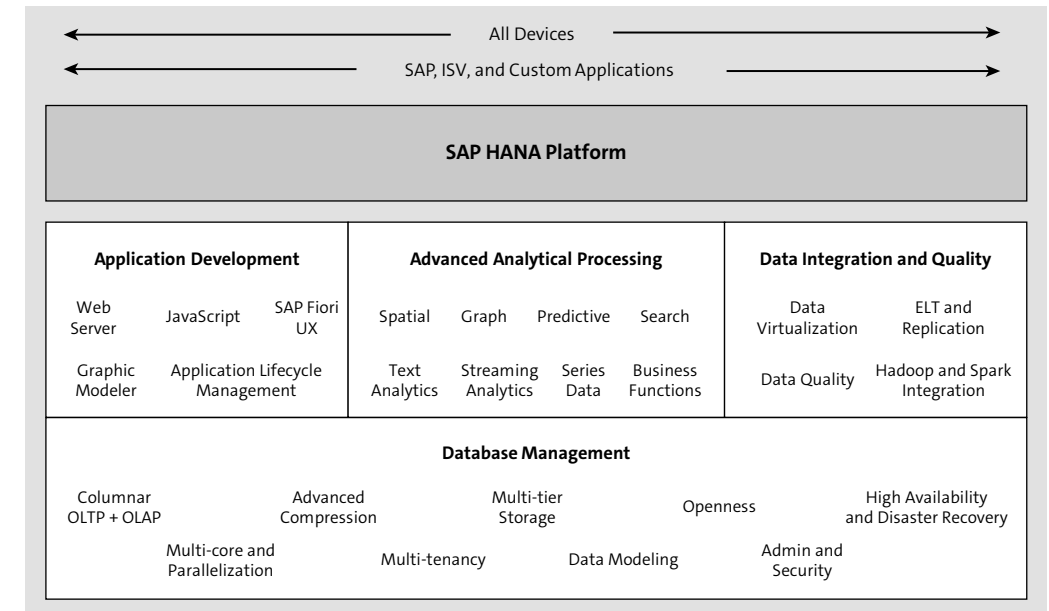 All Devices
SAP, ISV, and Custom Applications
SAP HANA Platform
Application Development
Web
Server
JavaScript
SAP Fiori
UX
Graphic
Modeler
Application Lifecycle
Management
Advanced Analytical Processing
Spatial
Graph
Predictive
Search
Text
Analytics
Streaming
Analytics
Series
Data
Business
Functions
Data Integration and Quality
Data
Virtualization
ELT and
Replication
Data Quality
Hadoop and Spark
Integration
Database Management
Columnar
OLTP + OLAP
Advanced
Compression
Multi-tier
Storage
Openness
High Availability
and Disaster Recovery
Multi-core and
Parallelization
Multi-tenancy
Data Modeling
Admin and
Security